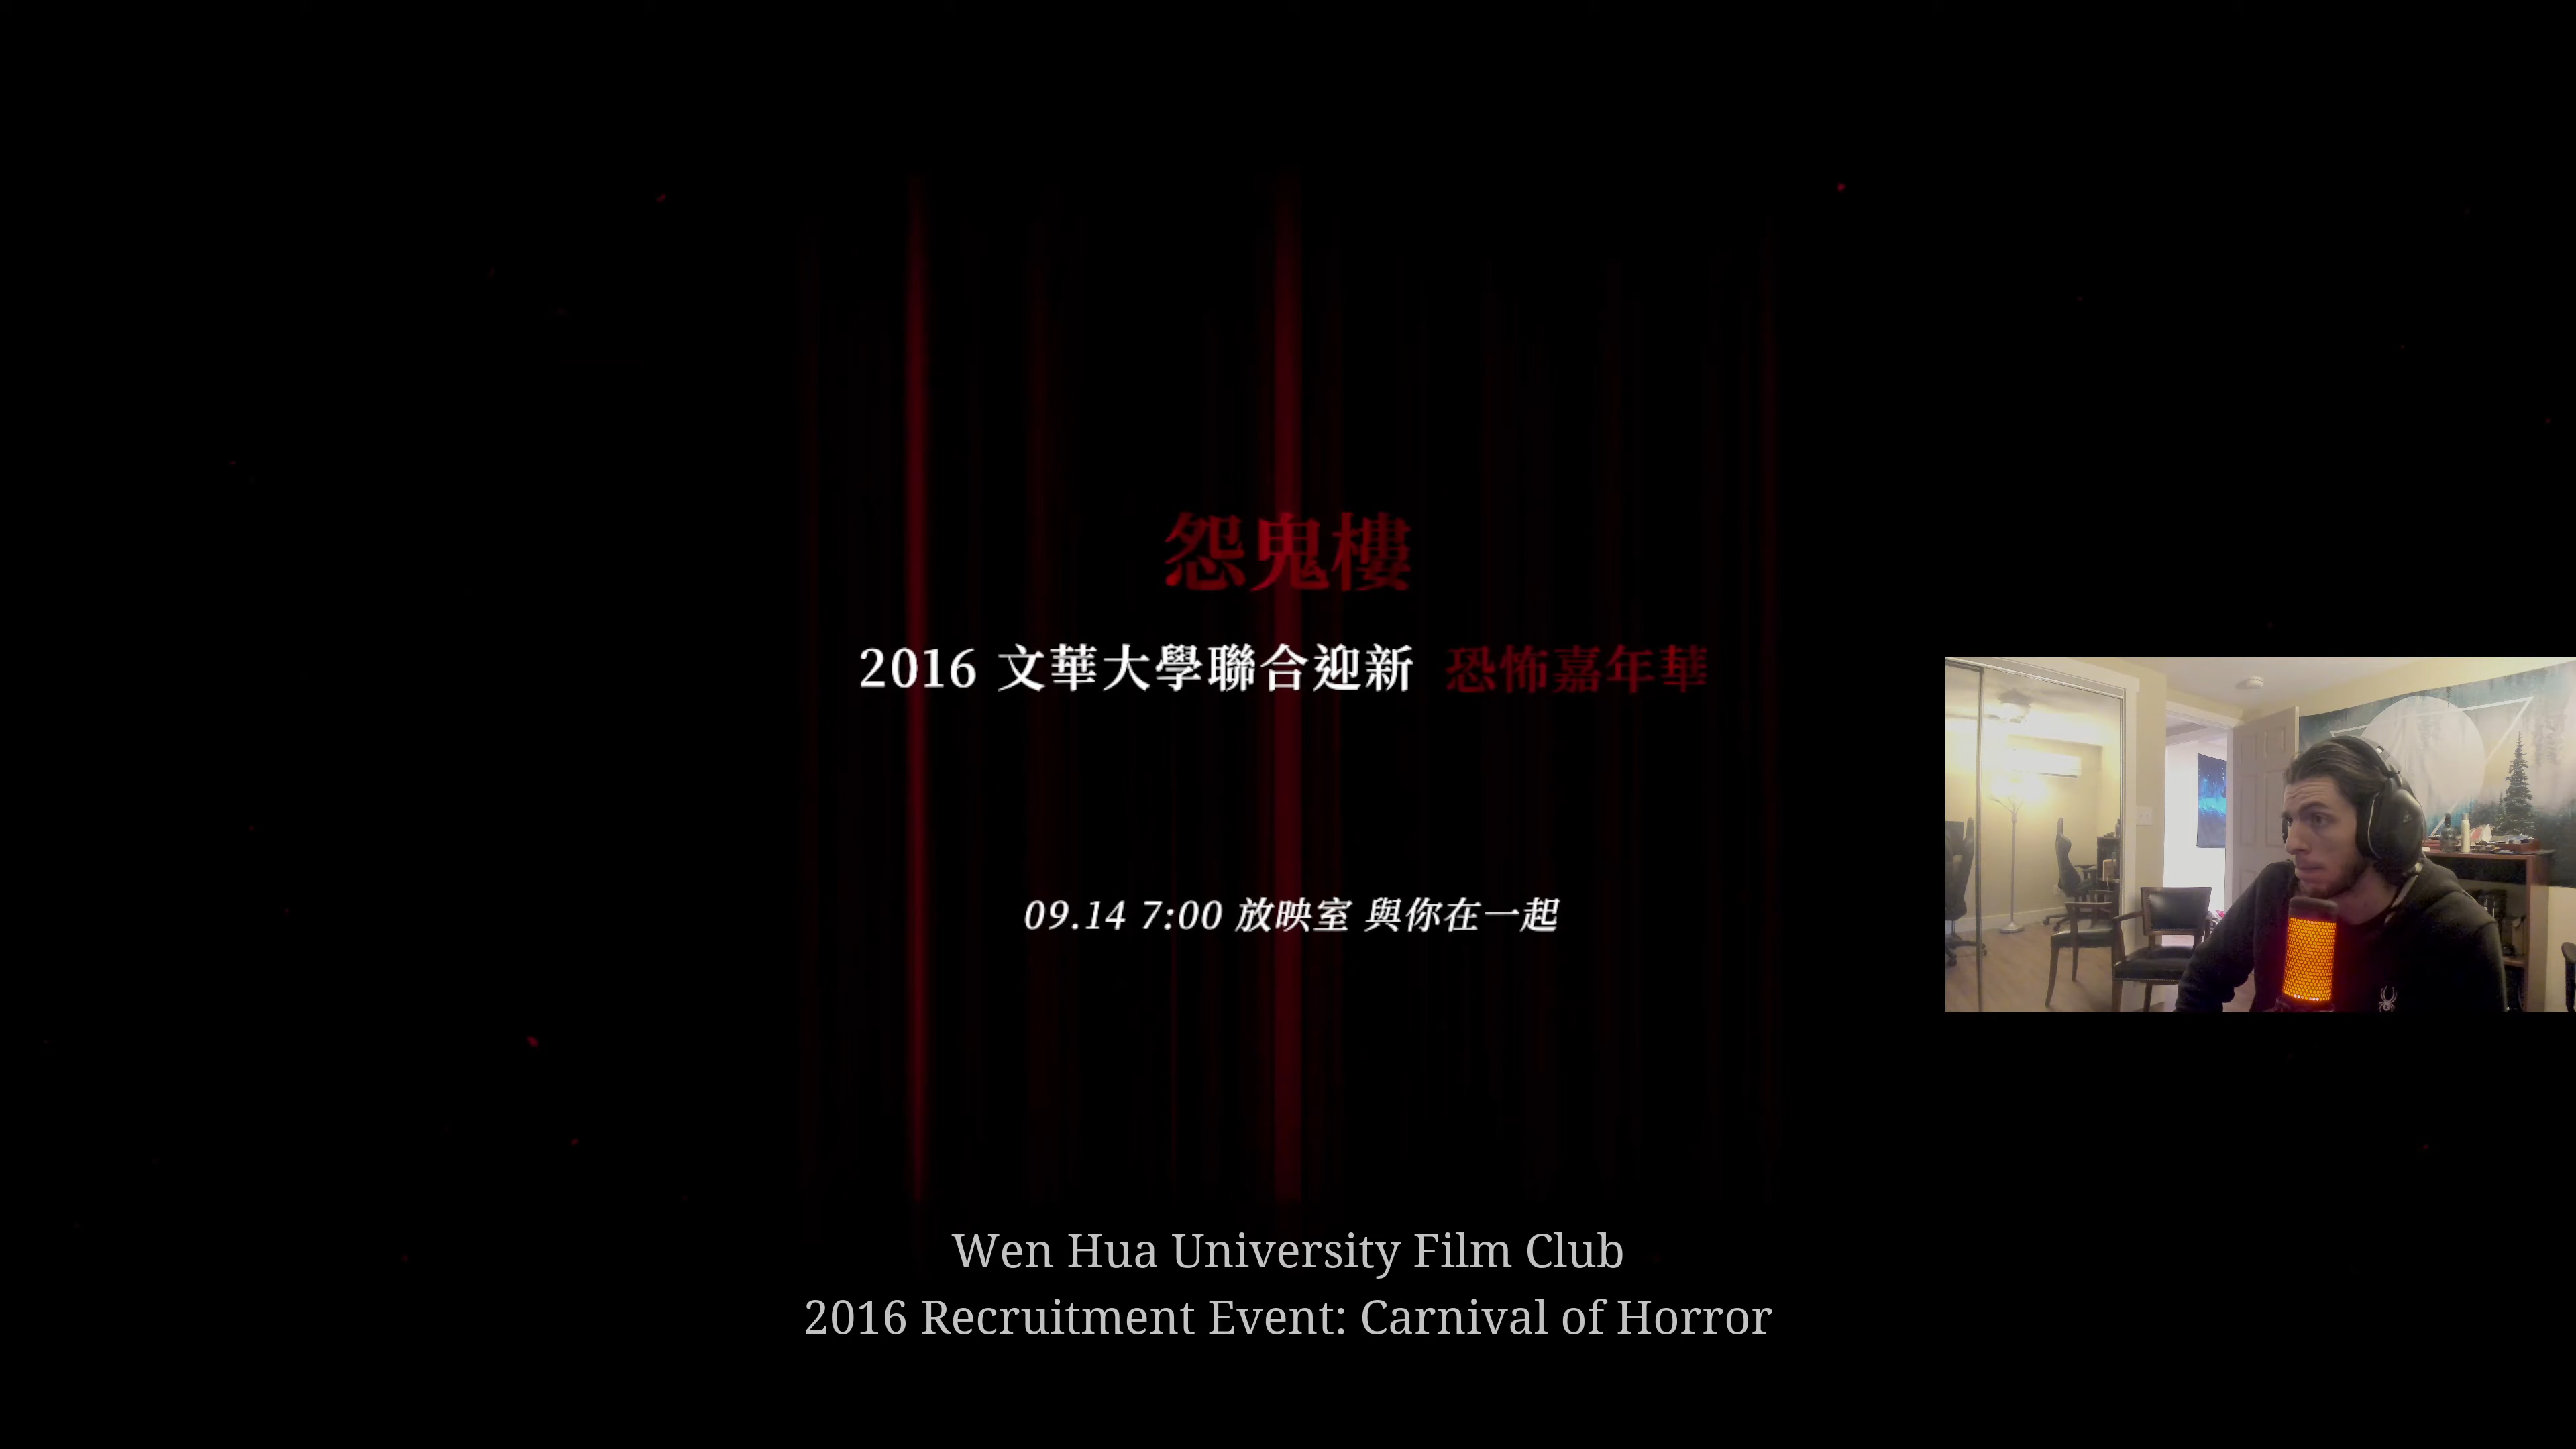 怨鬼樓
2016 文華大學聯合迎新 恐怖嘉年華
09.14 7:00 放映室 與你在一起
Wen Hua University Film Club
2016 Recruitment Event: Carnival of Horror